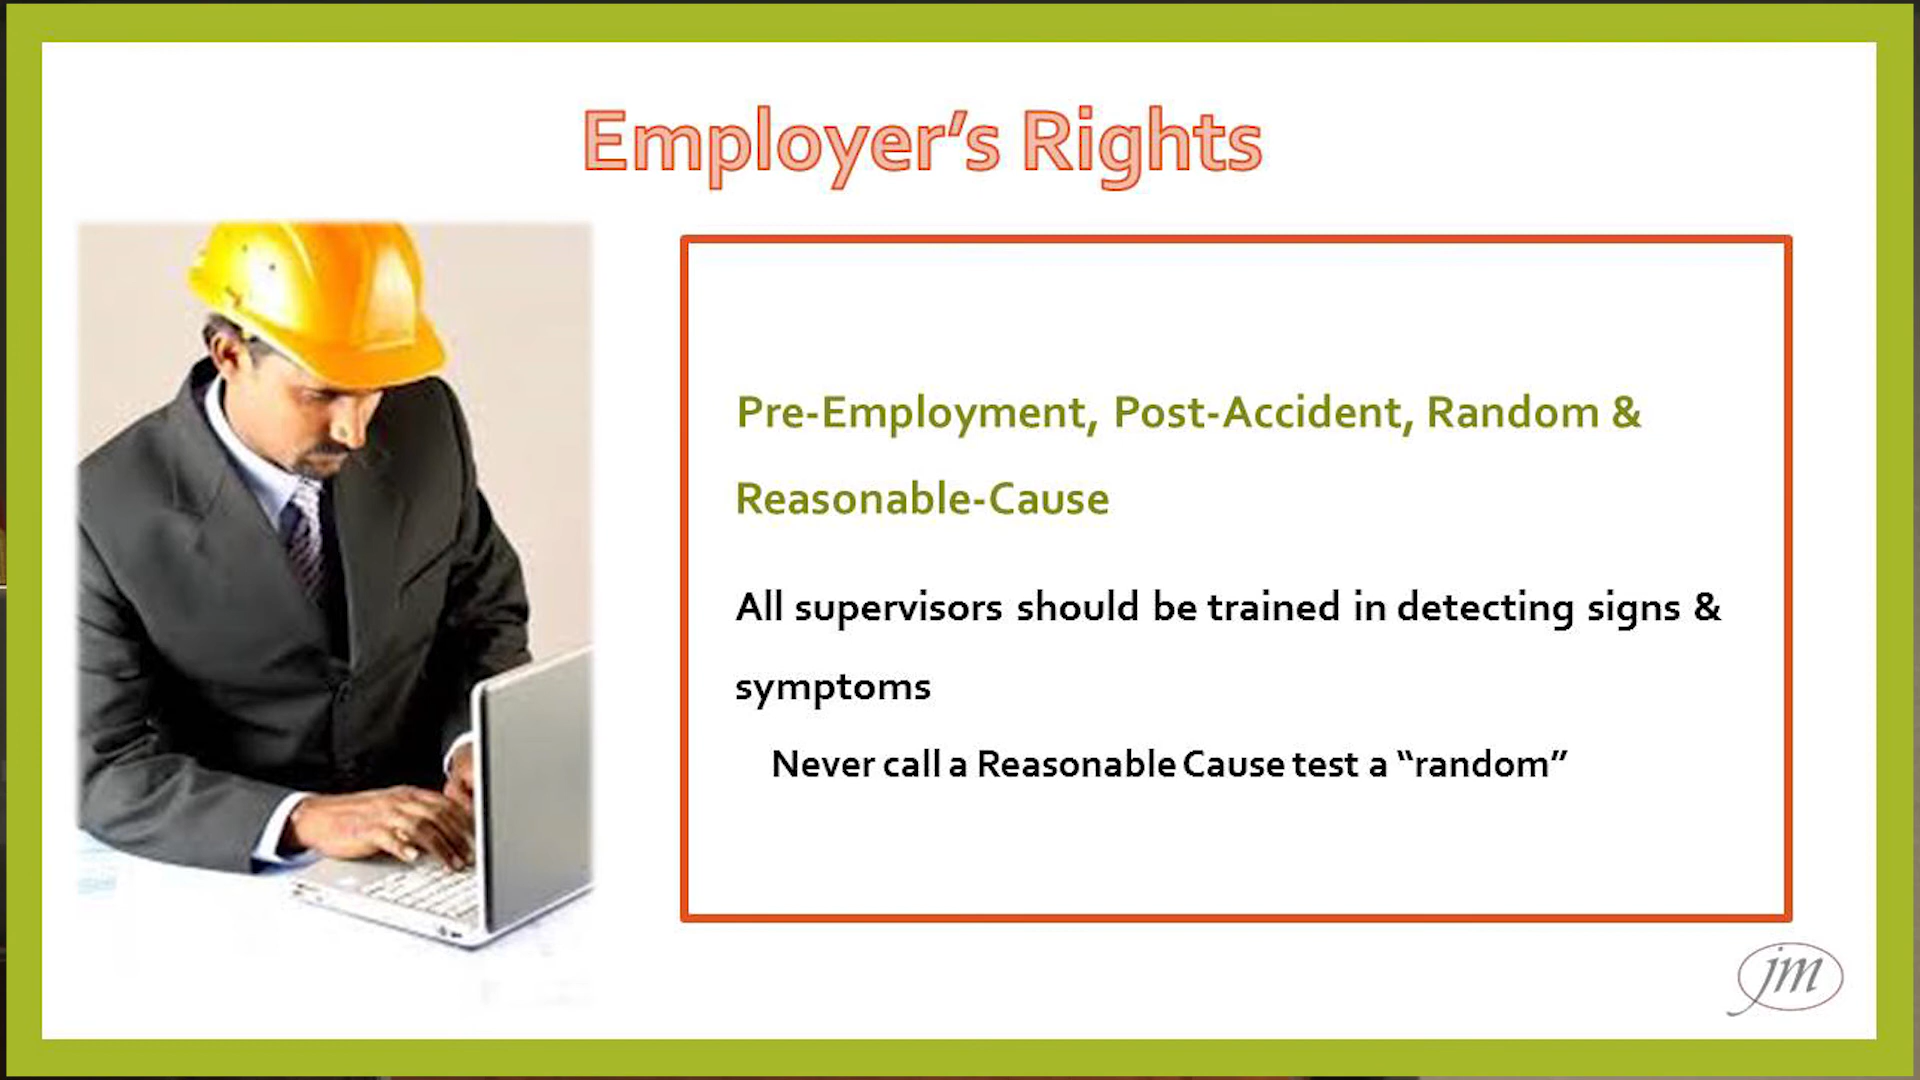 Employer’s Rights
Pre-Employment, Post-Accident, Random &
Reasonable-Cause
All supervisors should be trained in detecting signs &
symptoms
Never call a Reasonable Cause test a “random”
jm